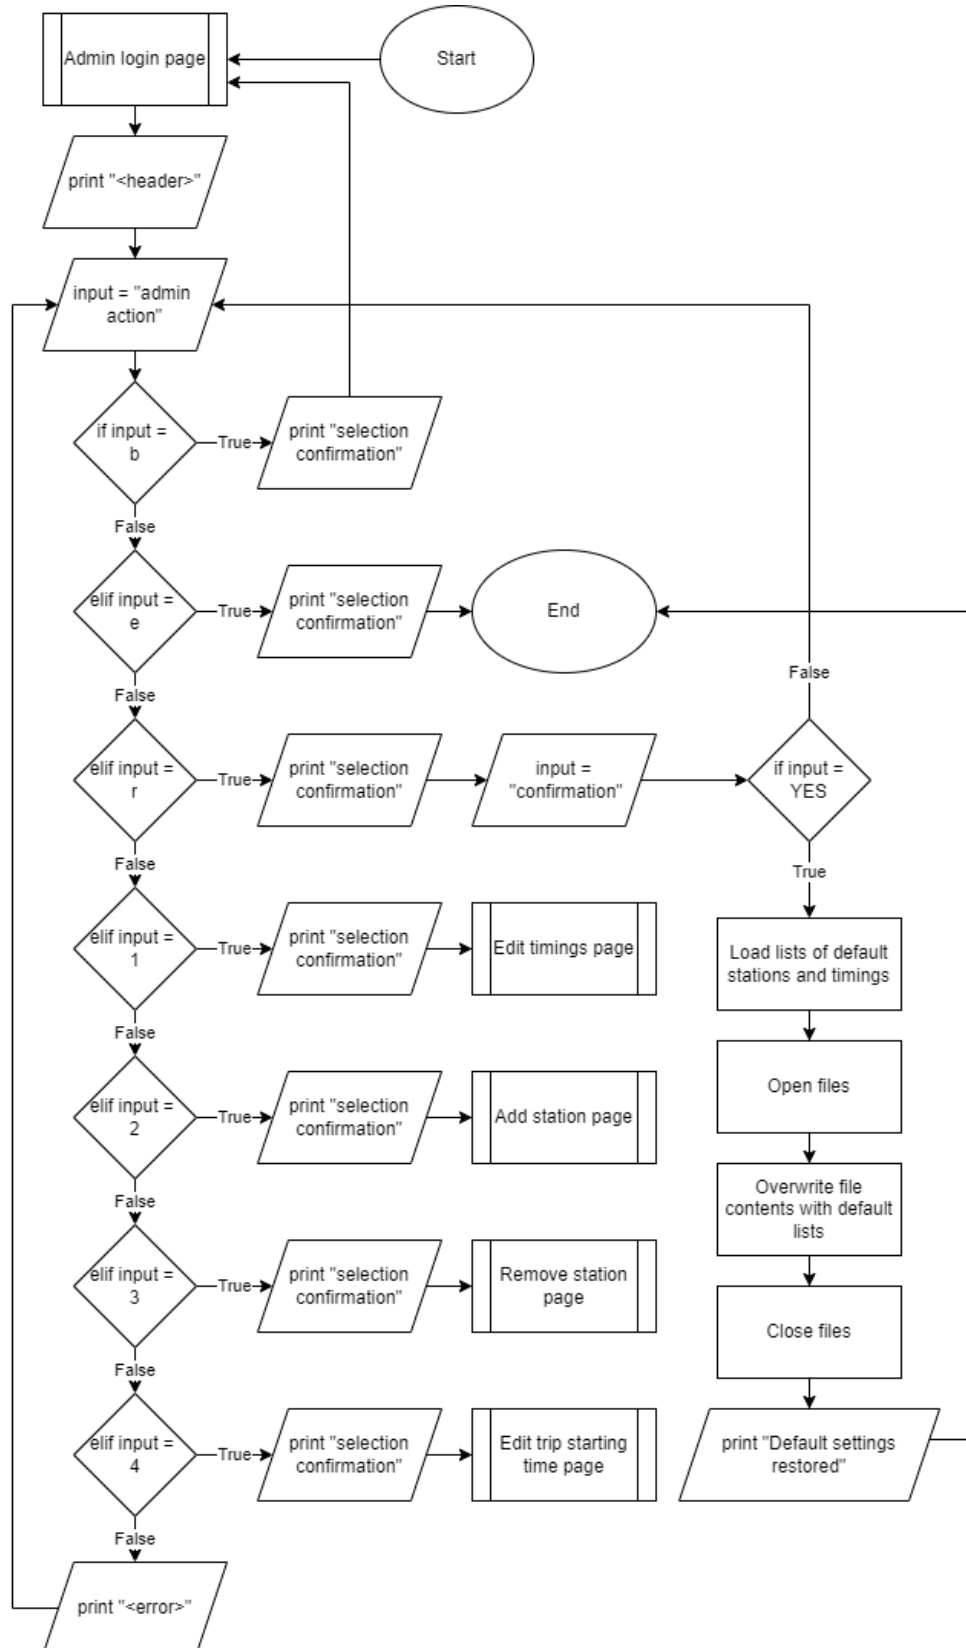 Admin login page
Start
print "<header>"
input = "admin
action"
if input =
b
True
print "selection
confirmation"
False
elif input =
e
True
print "selection
confirmation"
End
False
elif input =
r
True
print "selection
confirmation"
input =
"confirmation"
if input =
YES
False
True
Load lists of default
stations and timings
Open files
Overwrite file
contents with default
lists
Close files
print "Default settings
restored"
False
elif input =
1
True
print "selection
confirmation"
Edit timings page
False
elif input =
2
True
print "selection
confirmation"
Add station page
False
elif input =
3
True
print "selection
confirmation"
Remove station
page
False
elif input =
4
True
print "selection
confirmation"
Edit trip starting
time page
False
print "<error>"